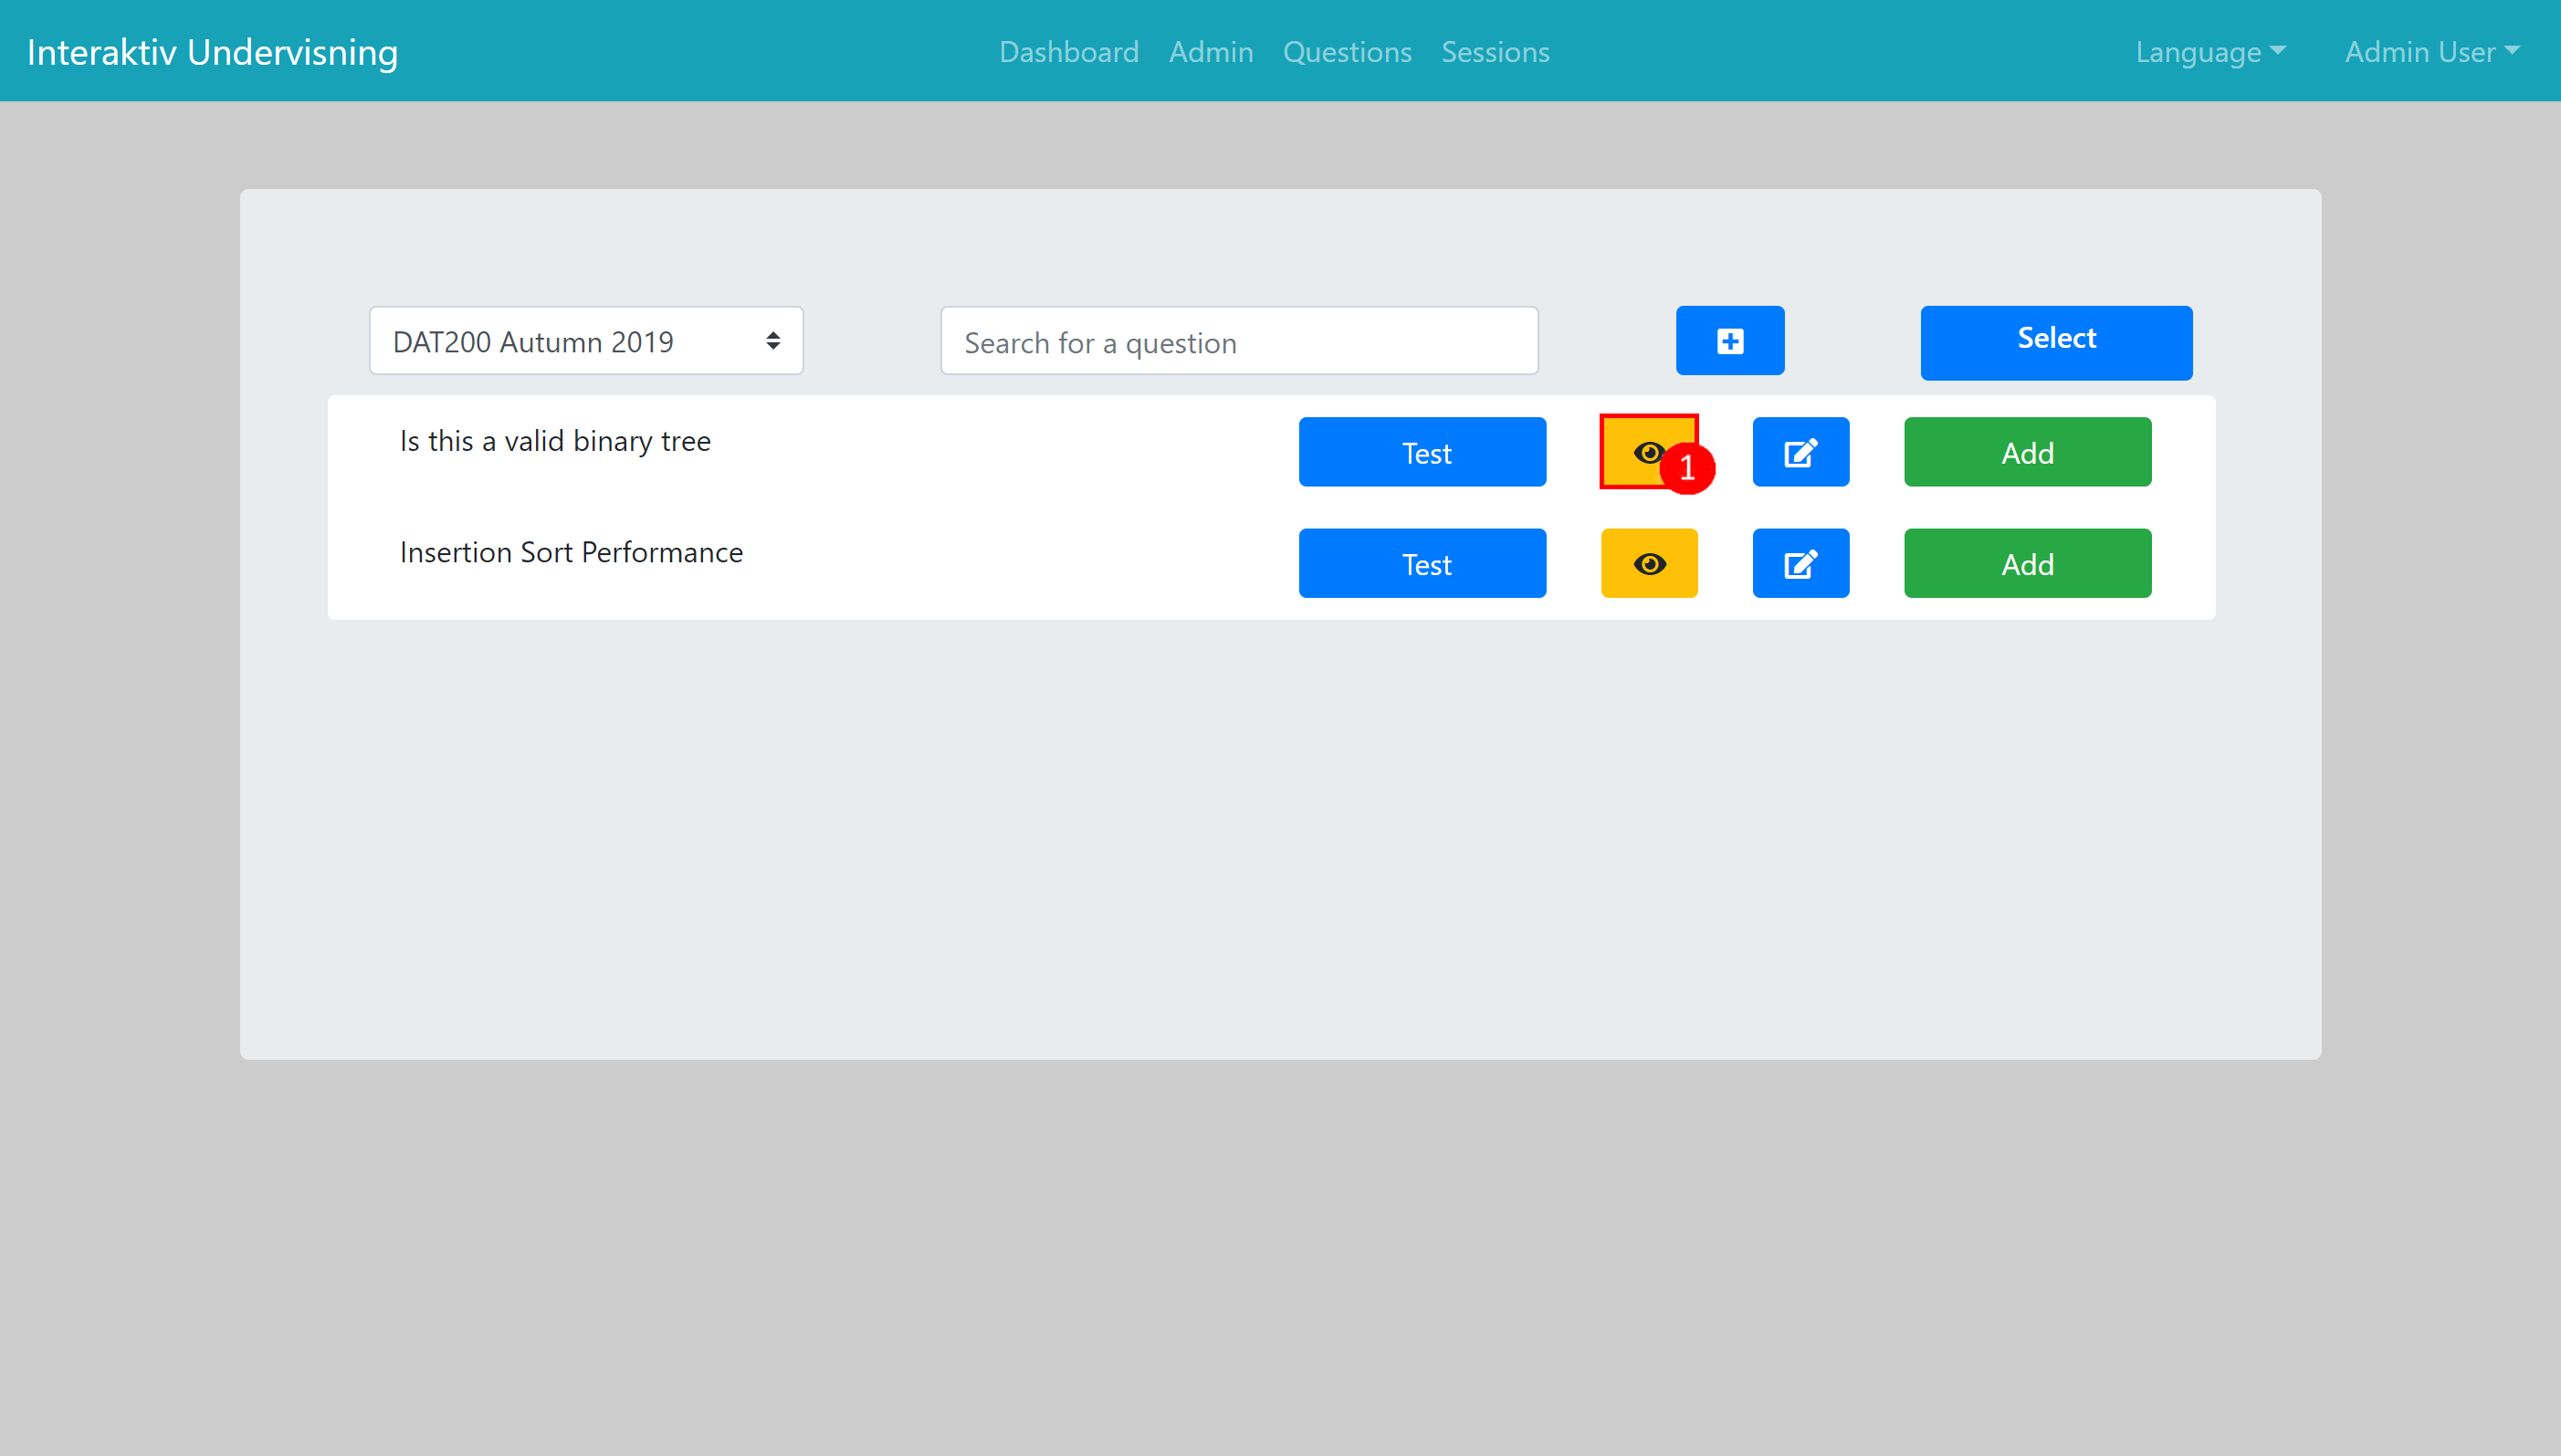 Interaktiv Undervisning
Dashboard Admin Questions Sessions
Language Admin User
DAT200 Autumn 2019
Search for a question
Select
Is this a valid binary tree
Test
1
Add
Insertion Sort Performance
Test
Add